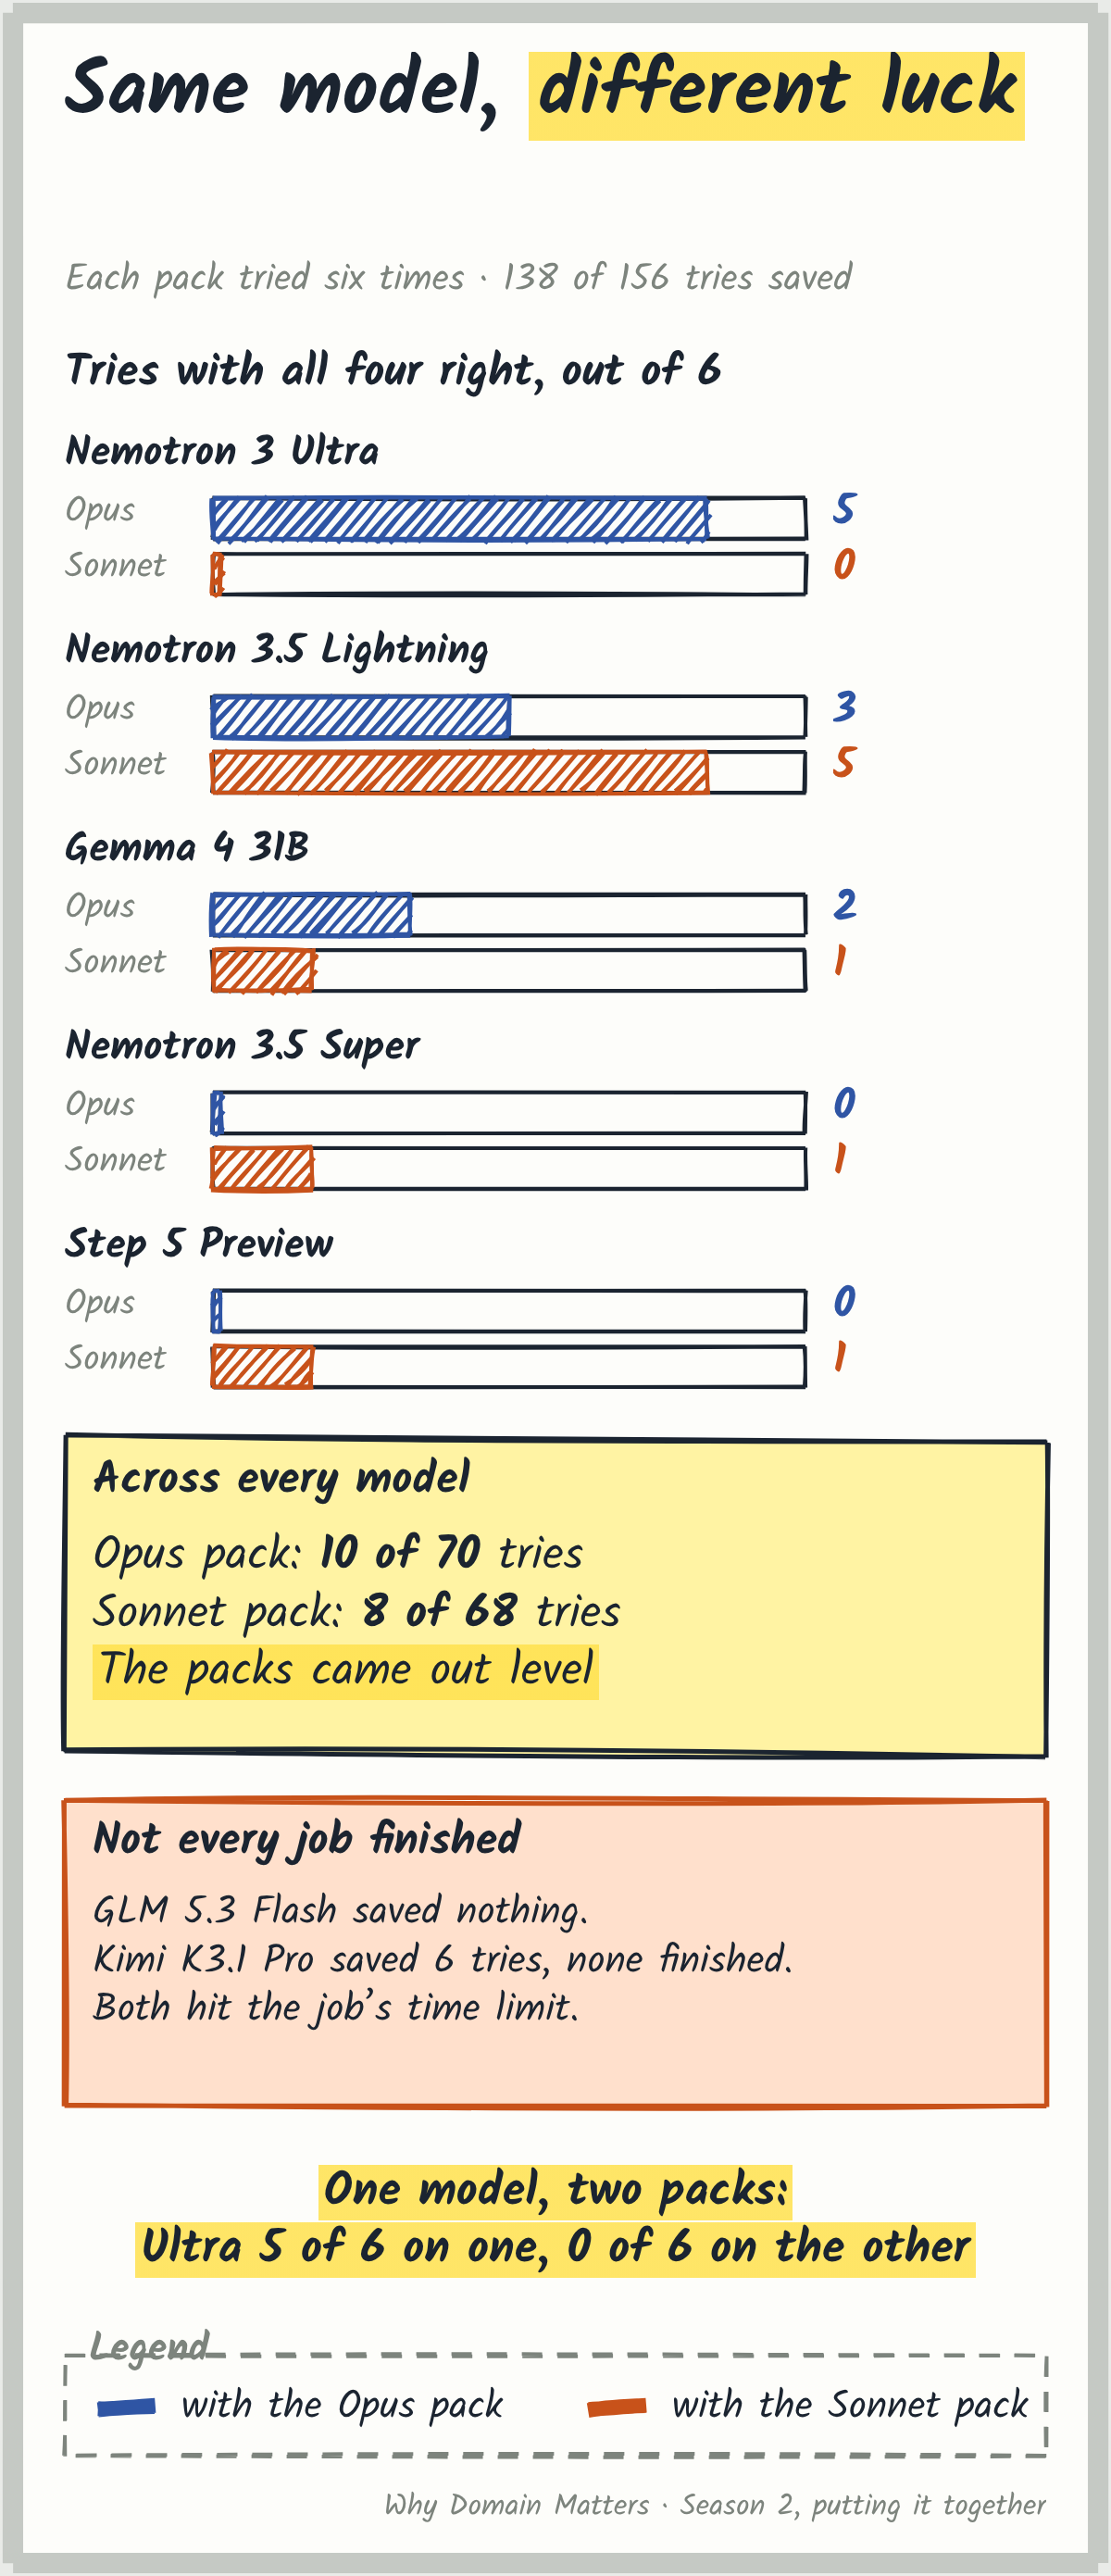 Same model, different luck
Each pack tried six times · 138 of 156 tries saved
Tries with all four right, out of 6
Nemotron 3 Ultra
Opus 5
Sonnet 0
Nemotron 3.5 Lightning
Opus 3
Sonnet 5
Gemma 4 31B
Opus 2
Sonnet 1
Nemotron 3.5 Super
Opus 0
Sonnet 1
Step 5 Preview
Opus 0
Sonnet 1
Across every model
Opus pack: 10 of 70 tries
Sonnet pack: 8 of 68 tries
The packs came out level
Not every job finished
GLM 5.3 Flash saved nothing.
Kimi K3.1 Pro saved 6 tries, none finished.
Both hit the job’s time limit.
One model, two packs:
Ultra 5 of 6 on one, 0 of 6 on the other
Legend
with the Opus pack with the Sonnet pack
Why Domain Matters · Season 2, putting it together